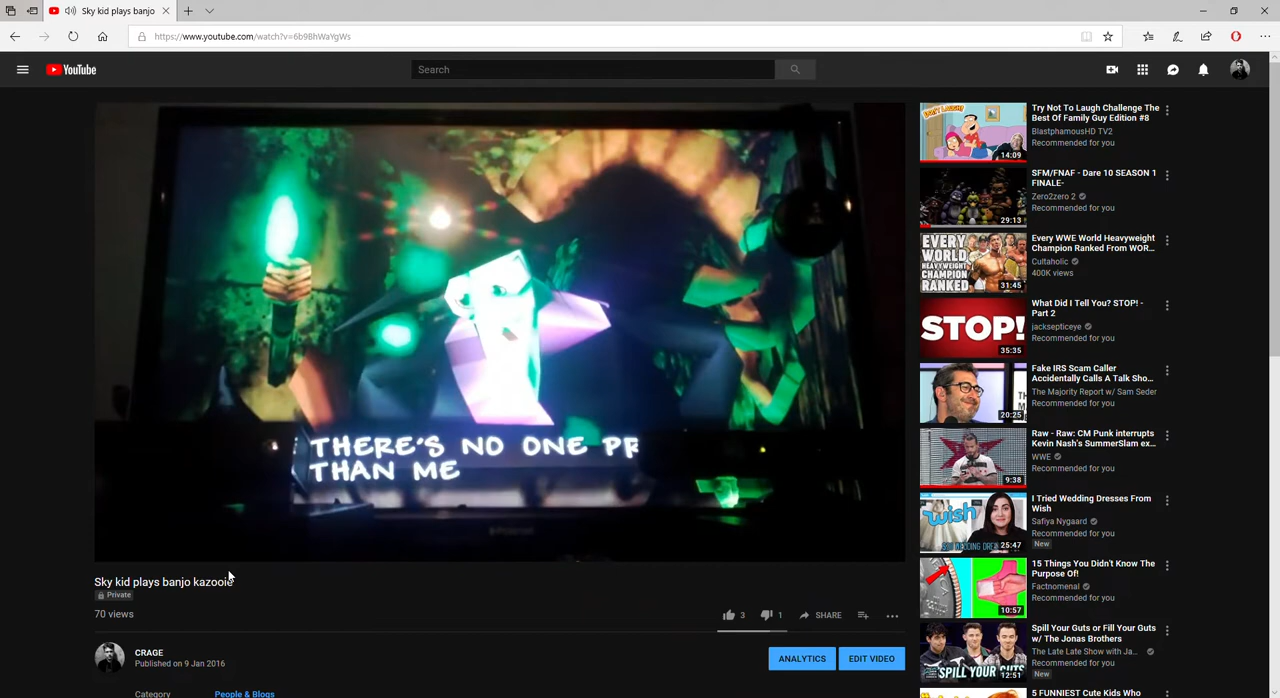 Sky kid plays banjo
https://www.youtube.com/watch?v=6b9BhWaYgWs
YouTube
Search
THERE'S NO ONE PR
THAN ME
Sky kid plays banjo kazooie
Private
70 views
3
1
SHARE
CRAGE
Published on 9 Jan 2016
ANALYTICS
EDIT VIDEO
Category
People & Blogs
14:09
Try Not To Laugh Challenge The
Best Of Family Guy Edition #8
BlastphamousHD TV2
Recommended for you
29:13
SFM/FNAF - Dare 10 SEASON 1
FINALE-
Zero2zero 2
Recommended for you
EVERY
WORLD
HEAVYWEIGHT
CHAMPION
RANKED
31:45
Every WWE World Heavyweight
Champion Ranked From WOR...
Cultaholic
400K views
STOP!
35:35
What Did I Tell You? STOP! -
Part 2
jacksepticeye
Recommended for you
20:25
Fake IRS Scam Caller
Accidentally Calls A Talk Sho...
The Majority Report w/ Sam Seder
Recommended for you
9:38
Raw - Raw: CM Punk interrupts
Kevin Nash's SummerSlam ex...
WWE
Recommended for you
wish
25:47
I Tried Wedding Dresses From
Wish
Safiya Nygaard
Recommended for you
New
10:57
15 Things You Didn't Know The
Purpose Of!
Factnomenal
Recommended for you
SPILL YOUR GUTS
12:51
Spill Your Guts or Fill Your Guts
w/ The Jonas Brothers
The Late Late Show with Ja...
Recommended for you
New
5 FUNNIEST Cute Kids Who